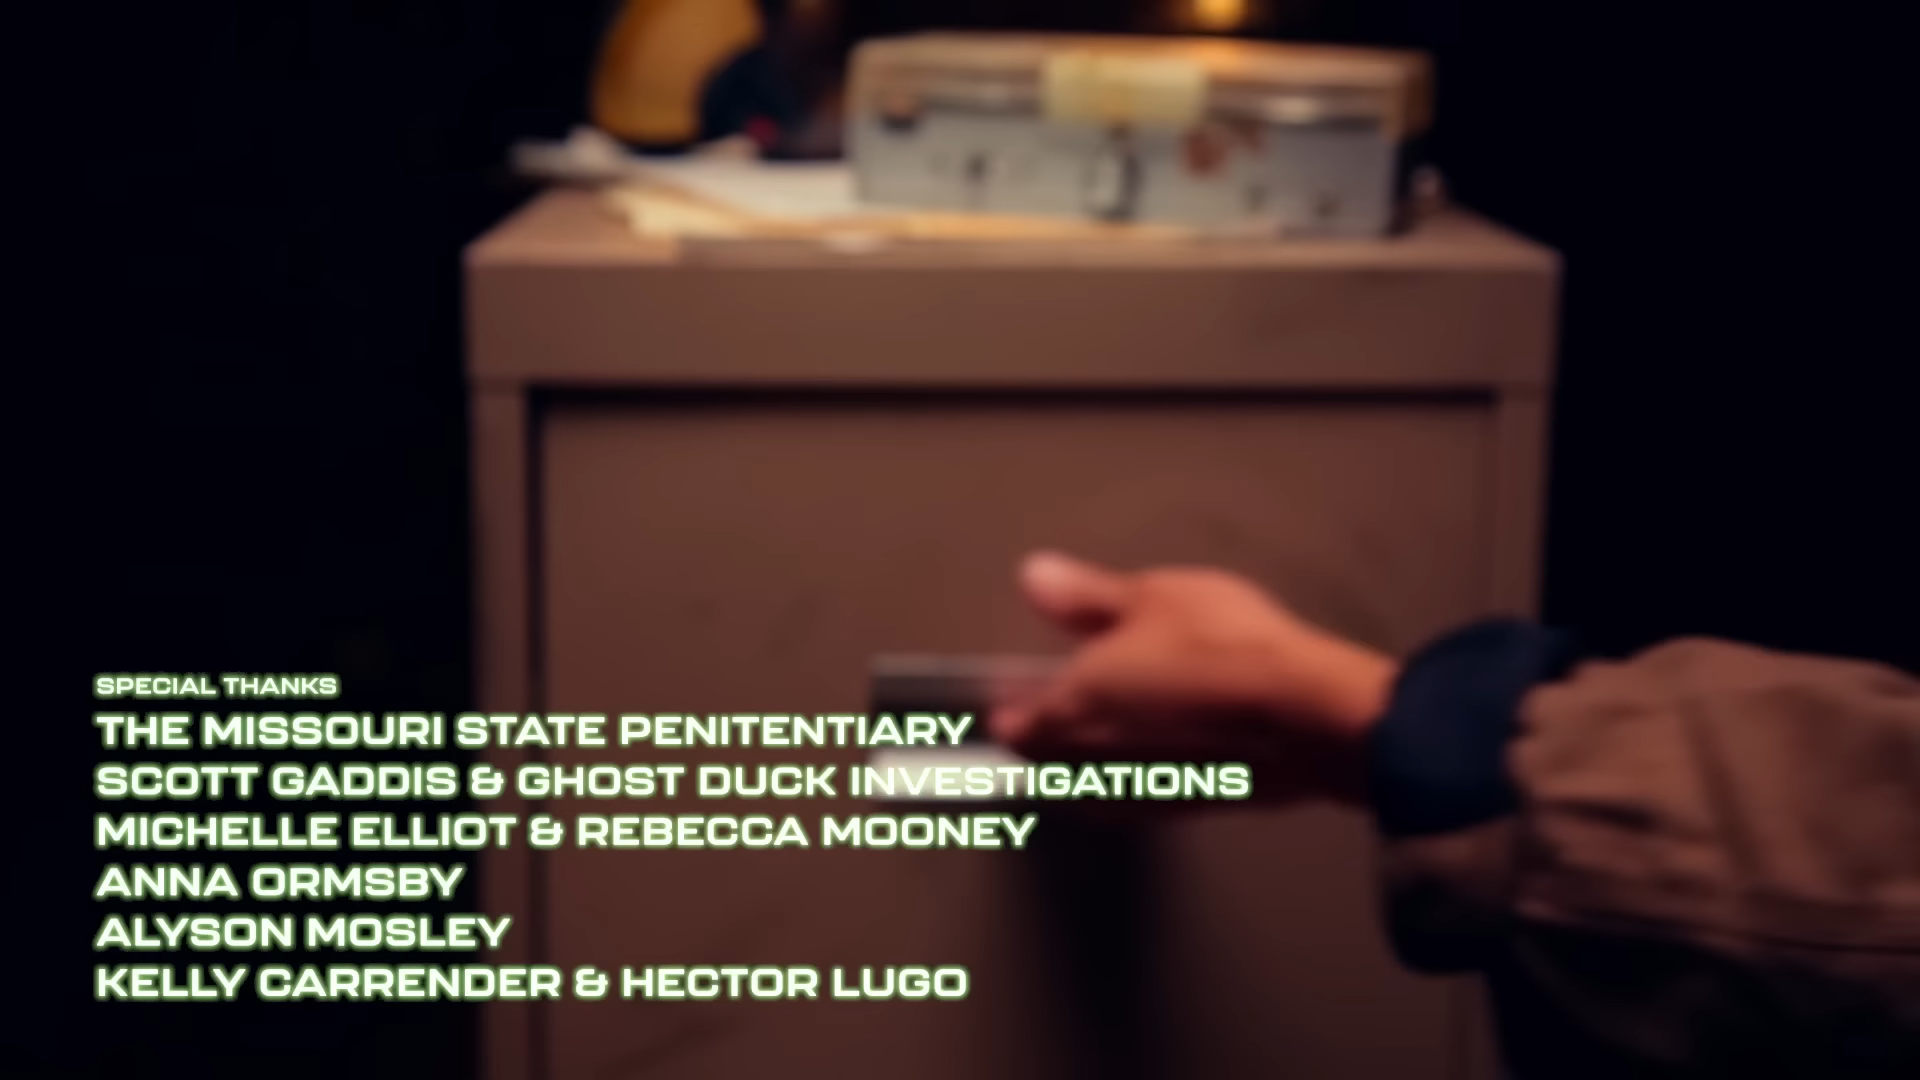 SPECIAL THANKS
THE MISSOURI STATE PENITENTIARY
SCOTT GADDIS & GHOST DUCK INVESTIGATIONS
MICHELLE ELLIOT & REBECCA MOONEY
ANNA ORMSBY
ALYSON MOSLEY
KELLY CARRENDER & HECTOR LUGO